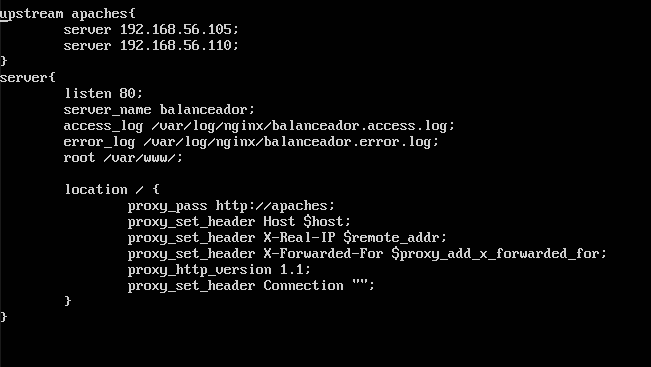 upstream apaches{
        server 192.168.56.105;
        server 192.168.56.110;
}
server{
        listen 80;
        server_name balanceador;
        access_log /var/log/nginx/balanceador.access.log;
        error_log /var/log/nginx/balanceador.error.log;
        root /var/www/;

        location / {
                proxy_pass http://apaches;
                proxy_set_header Host $host;
                proxy_set_header X-Real-IP $remote_addr;
                proxy_set_header X-Forwarded-For $proxy_add_x_forwarded_for;
                proxy_http_version 1.1;
                proxy_set_header Connection "";
        }
}